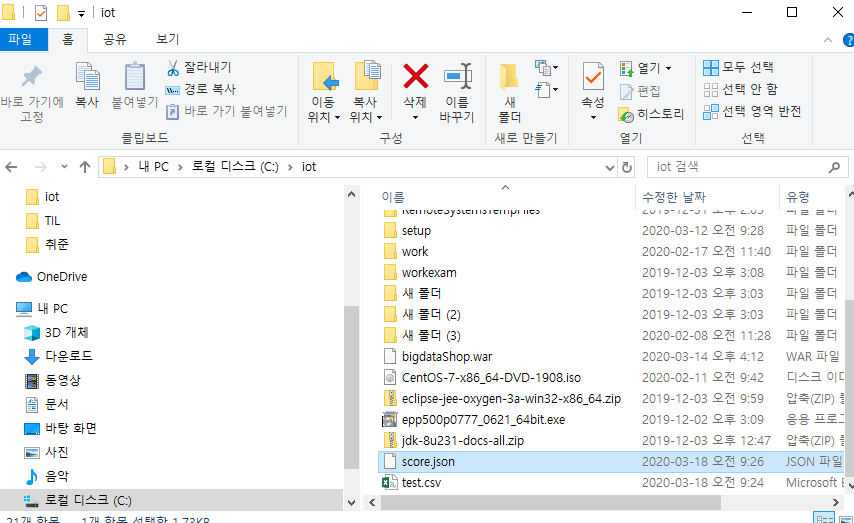 iot
파일 홈 공유 보기
바로 가기에 고정
복사
붙여넣기
잘라내기
경로 복사
바로 가기 붙여넣기
클립보드
이동 위치
복사 위치
삭제
이름 바꾸기
구성
새 폴더
새로 만들기
속성
열기
편집
히스토리
열기
모두 선택
선택 안 함
선택 영역 반전
선택
내 PC > 로컬 디스크 (C:) > iot
iot 검색
iot
TIL
취준
OneDrive
내 PC
3D 개체
다운로드
동영상
문서
바탕 화면
사진
음악
로컬 디스크 (C:)
이름 수정한 날짜 유형
RemoteSystemsTempFiles 2019-12-31 파일 폴더
setup 2020-03-12 오전 9:28 파일 폴더
work 2020-02-17 오전 11:40 파일 폴더
workexam 2019-12-03 오후 3:08 파일 폴더
새 폴더 2019-12-03 오후 3:03 파일 폴더
새 폴더 (2) 2019-12-03 오후 3:03 파일 폴더
새 폴더 (3) 2020-02-08 오전 11:28 파일 폴더
bigdataShop.war 2020-03-14 오후 4:12 WAR 파일
CentOS-7-x86_64-DVD-1908.iso 2020-02-11 오전 9:42 디스크 이
eclipse-jee-oxygen-3a-win32-x86_64.zip 2019-12-03 오전 9:59 압축(ZIP)
epp500p0777_0621_64bit.exe 2019-12-02 오후 3:09 응용 프로
jdk-8u231-docs-all.zip 2019-12-03 오후 12:47 압축(ZIP)
score.json 2020-03-18 오전 9:26 JSON 파일
test.csv 2020-03-18 오전 9:24 Microsoft E
21개 항목 1개 항목 선택함 1.73KB